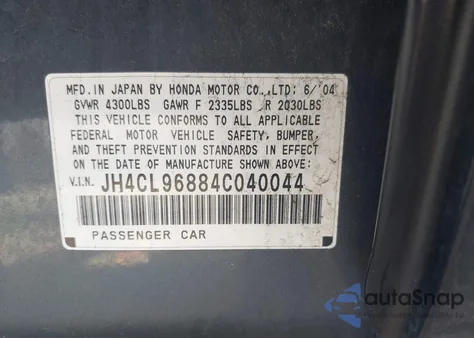 MFD. IN JAPAN BY HONDA MOTOR CO.,LTD: 6/'04
GVWR 4300LBS GAWR F 2335LBS R 2030LBS
THIS VEHICLE CONFORMS TO ALL APPLICABLE
FEDERAL MOTOR VEHICLE SAFETY, BUMPER,
AND THEFT PREVENTION STANDARDS IN EFFECT
ON THE DATE OF MANUFACTURE SHOWN ABOVE:
V.I.N. JH4CL96884C040044
PASSENGER CAR
autoSnap